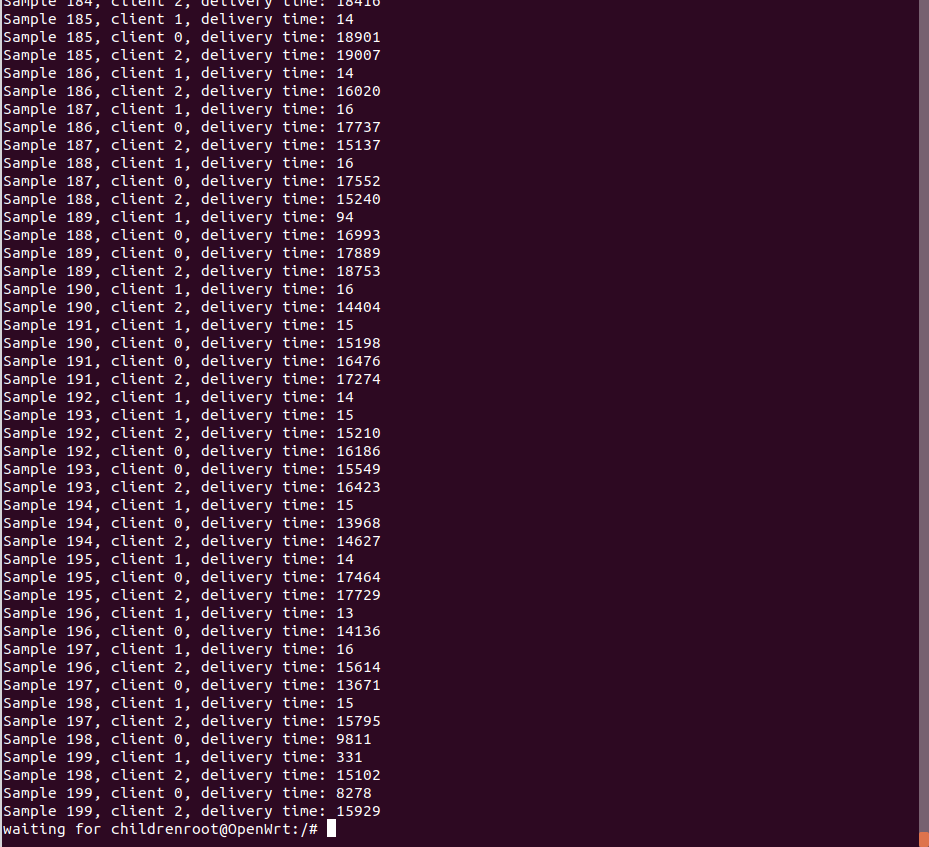 Sample 184, client 2, delivery time: 18416
Sample 185, client 1, delivery time: 14
Sample 185, client 0, delivery time: 18901
Sample 185, client 2, delivery time: 19007
Sample 186, client 1, delivery time: 14
Sample 186, client 2, delivery time: 16020
Sample 187, client 1, delivery time: 16
Sample 186, client 0, delivery time: 17737
Sample 187, client 2, delivery time: 15137
Sample 188, client 1, delivery time: 16
Sample 187, client 0, delivery time: 17552
Sample 188, client 2, delivery time: 15240
Sample 189, client 1, delivery time: 94
Sample 188, client 0, delivery time: 16993
Sample 189, client 0, delivery time: 17889
Sample 189, client 2, delivery time: 18753
Sample 190, client 1, delivery time: 16
Sample 190, client 2, delivery time: 14404
Sample 191, client 1, delivery time: 15
Sample 190, client 0, delivery time: 15198
Sample 191, client 0, delivery time: 16476
Sample 191, client 2, delivery time: 17274
Sample 192, client 1, delivery time: 14
Sample 193, client 1, delivery time: 15
Sample 192, client 2, delivery time: 15210
Sample 192, client 0, delivery time: 16186
Sample 193, client 0, delivery time: 15549
Sample 193, client 2, delivery time: 16423
Sample 194, client 1, delivery time: 15
Sample 194, client 0, delivery time: 13968
Sample 194, client 2, delivery time: 14627
Sample 195, client 1, delivery time: 14
Sample 195, client 0, delivery time: 17464
Sample 195, client 2, delivery time: 17729
Sample 196, client 1, delivery time: 13
Sample 196, client 0, delivery time: 14136
Sample 197, client 1, delivery time: 16
Sample 196, client 2, delivery time: 15614
Sample 197, client 0, delivery time: 13671
Sample 198, client 1, delivery time: 15
Sample 197, client 2, delivery time: 15795
Sample 198, client 0, delivery time: 9811
Sample 199, client 1, delivery time: 331
Sample 198, client 2, delivery time: 15102
Sample 199, client 0, delivery time: 8278
Sample 199, client 2, delivery time: 15929
waiting for childrenroot@OpenWrt:/#